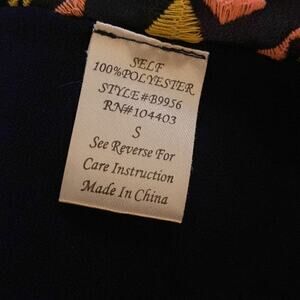 SELF
100%POLYESTER
STYLE#B9956
RN#104403
S
See Reverse For
Care Instruction
Made In China